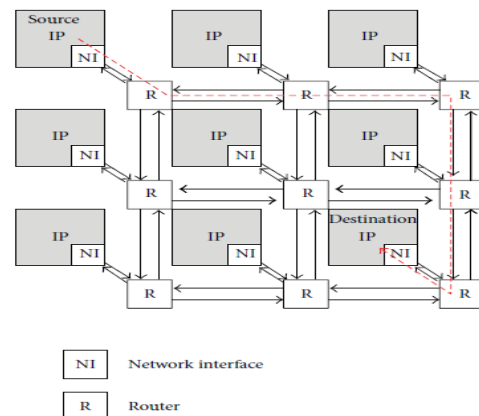 Source
IP IP IP
NI NI NI
R R R
IP IP IP
NI NI NI
R R R
Destination
IP IP IP
NI NI NI
R R R
NI Network interface
R Router